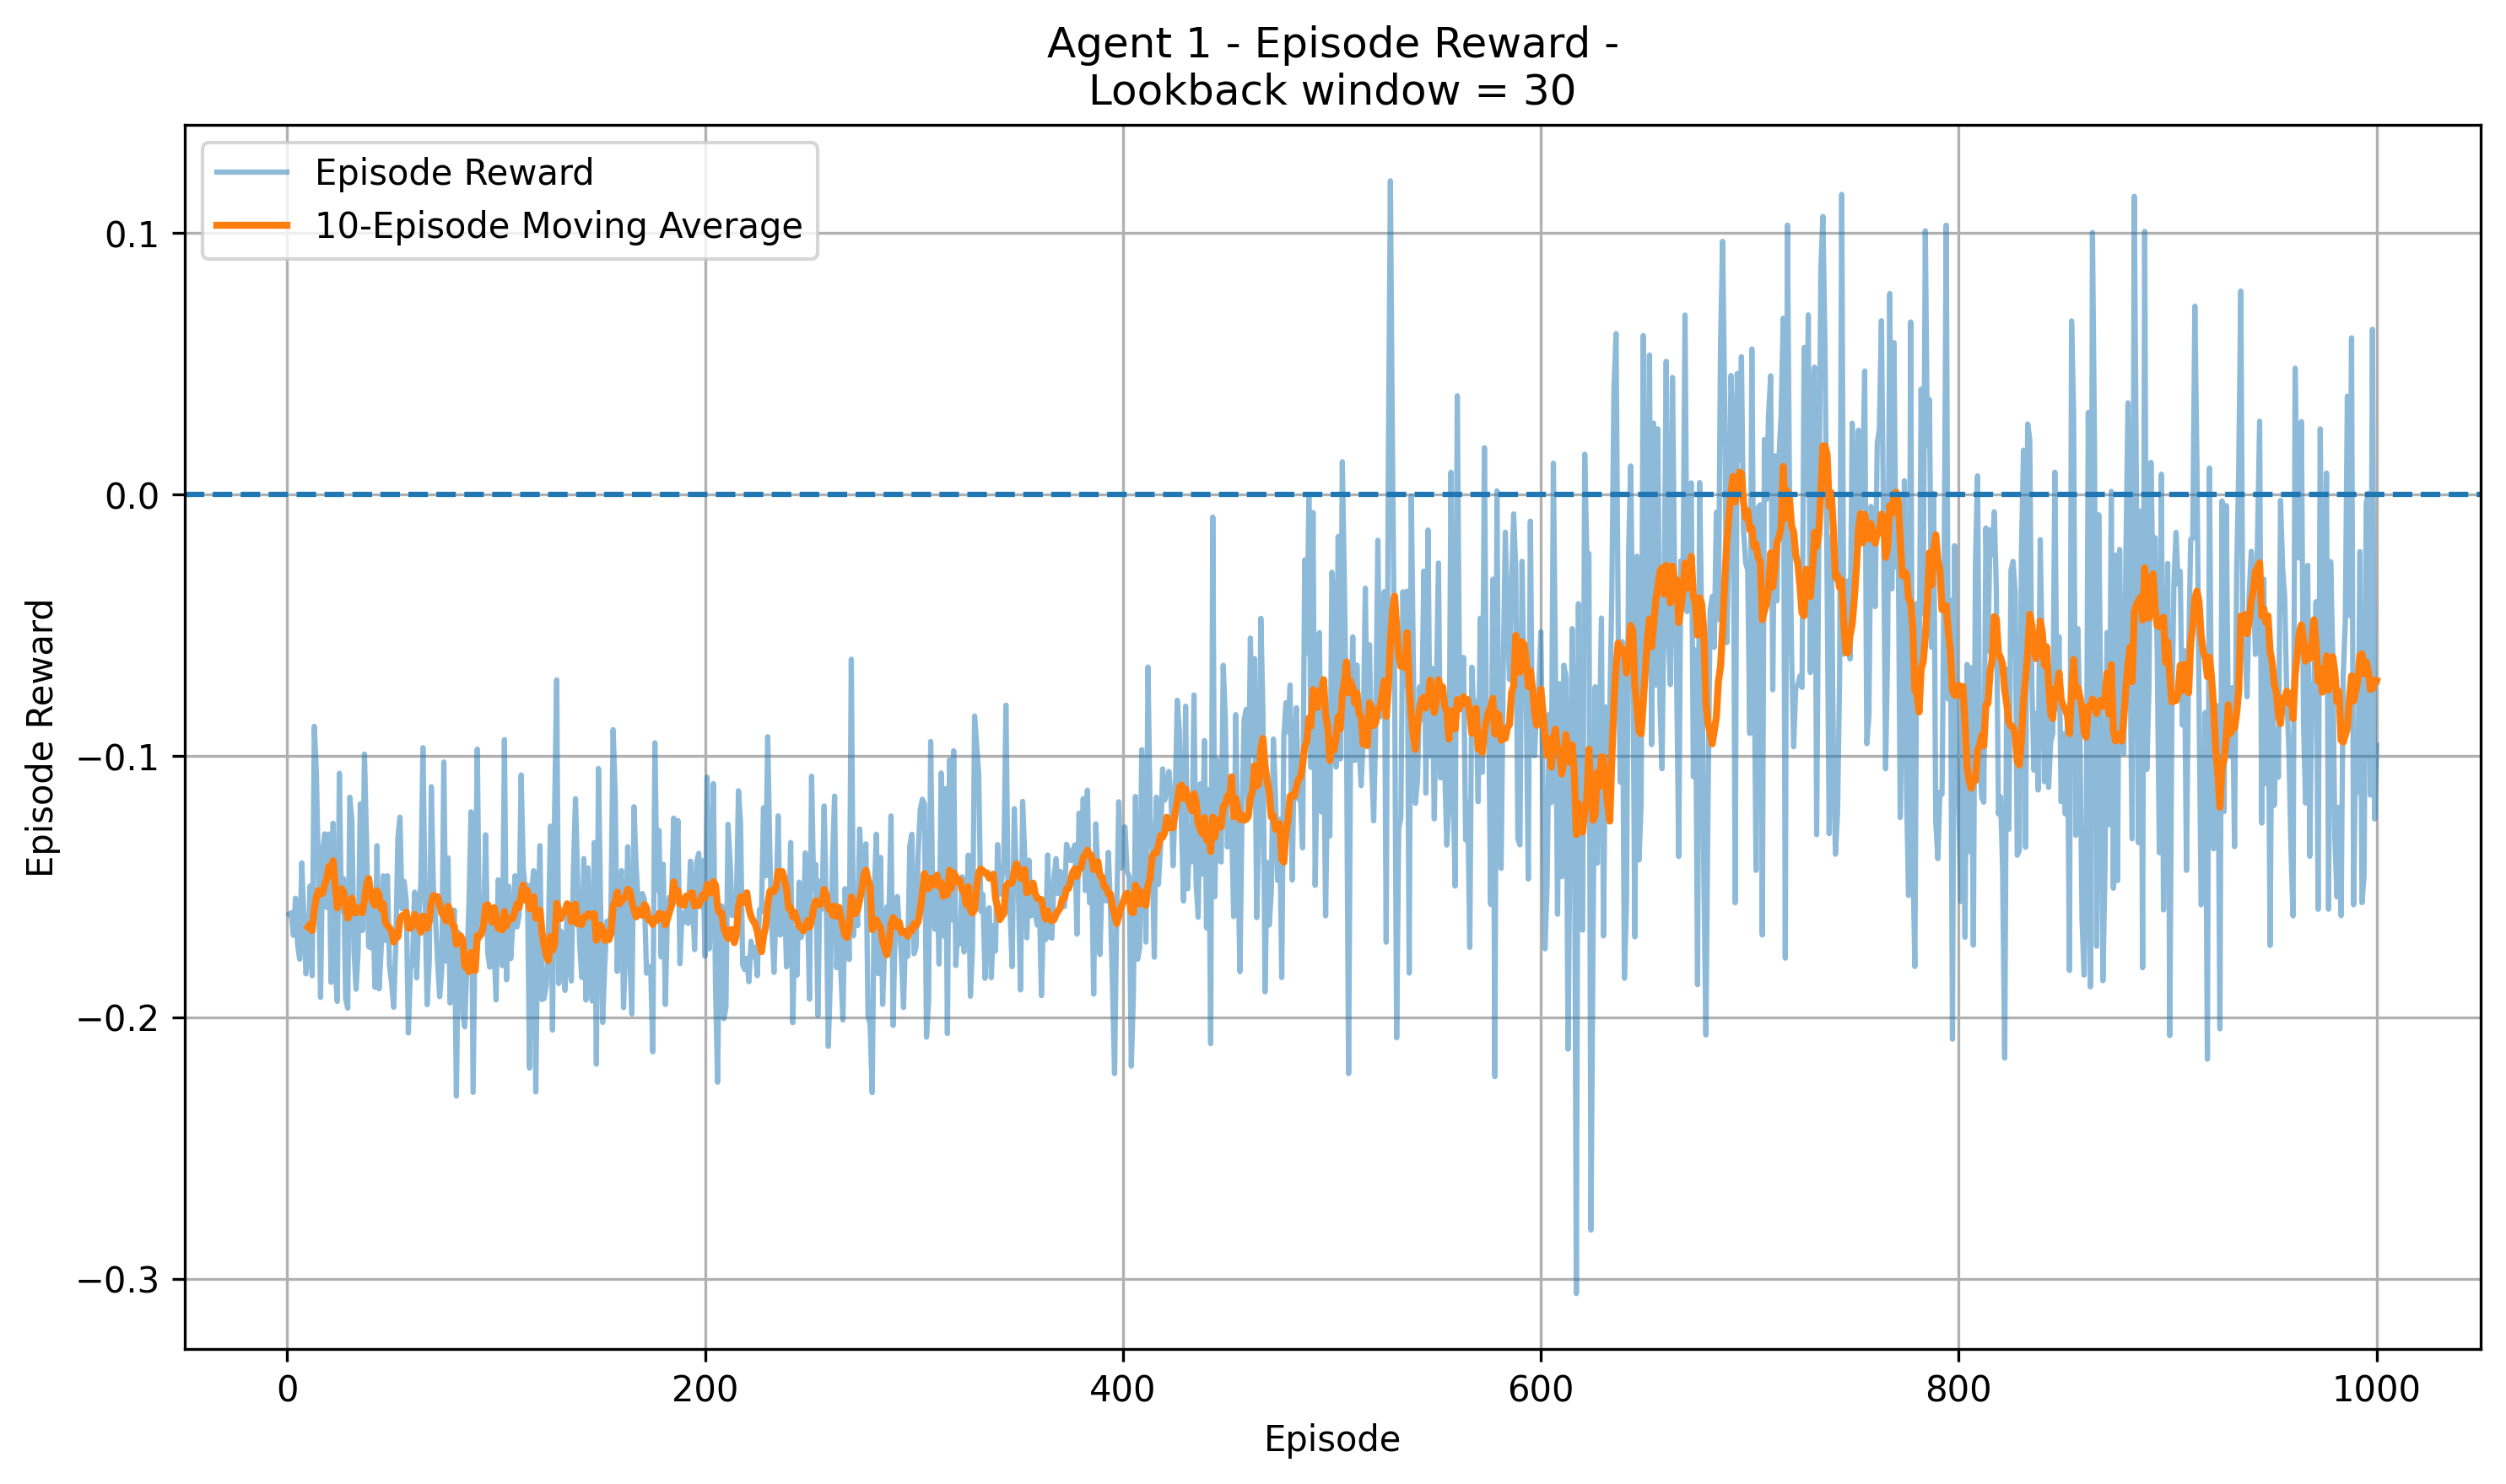 Agent 1 - Episode Reward -
Lookback window = 30
Episode Reward
10-Episode Moving Average
0.1
0.0
−0.1
−0.2
−0.3
Episode Reward
0 200 400 600 800 1000
Episode